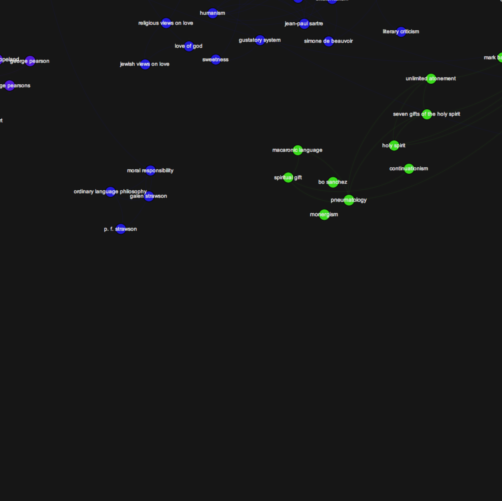 humanism
religious views on love
jean-paul sartre
literary criticism
gustatory system
simone de beauvoir
love of god
mark
sweetness
george pearson
jewish views on love
unlimited atonement
ge pearsons
seven gifts of the holy spirit
holy spirit
macaronic language
continuationism
moral responsibility
spiritual gift
bo sanchez
ordinary language philosophy
galen strawson
pneumatology
p. f. strawson